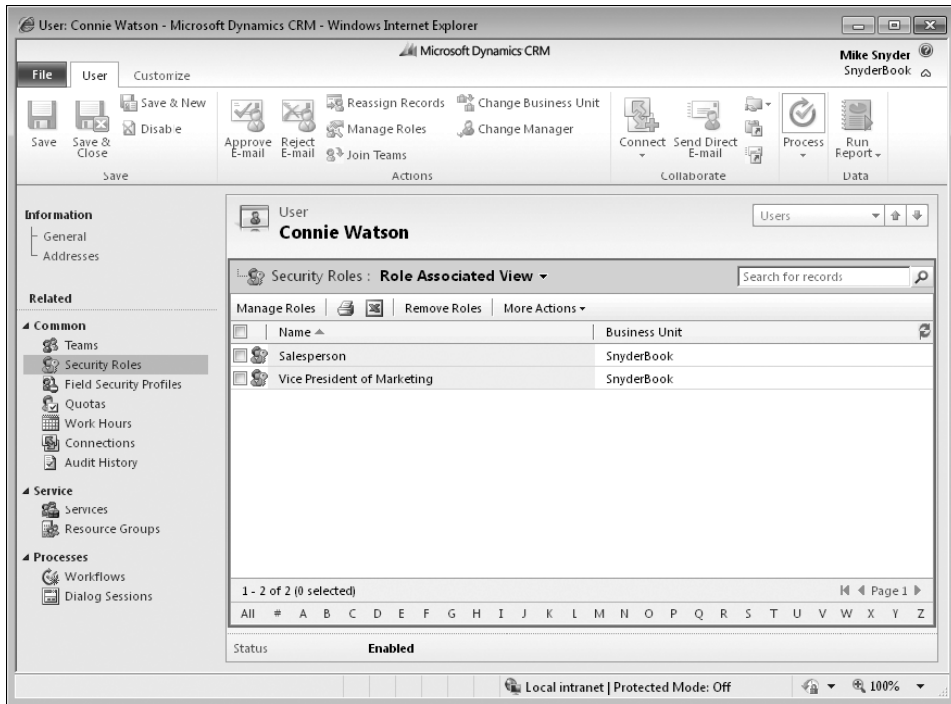 User: Connie Watson - Microsoft Dynamics CRM - Windows Internet Explorer
Microsoft Dynamics CRM
Mike Snyder
SnyderBook
File
User
Customize
Save
Save & Close
Save & New
Disable
Save
Approve E-mail
Reject E-mail
Reassign Records
Manage Roles
Join Teams
Change Business Unit
Change Manager
Actions
Connect
Send Direct E-mail
Collaborate
Process
Run Report
Data
Information
General
Addresses
Related
Common
Teams
Security Roles
Field Security Profiles
Quotas
Work Hours
Connections
Audit History
Service
Services
Resource Groups
Processes
Workflows
Dialog Sessions
User
Connie Watson
Users
Security Roles : Role Associated View
Search for records
Manage Roles
Remove Roles
More Actions
Name
Business Unit
Salesperson
SnyderBook
Vice President of Marketing
SnyderBook
1 - 2 of 2 (0 selected)
Page 1
All # A B C D E F G H I J K L M N O P Q R S T U V W X Y Z
Status
Enabled
Local intranet | Protected Mode: Off
100%